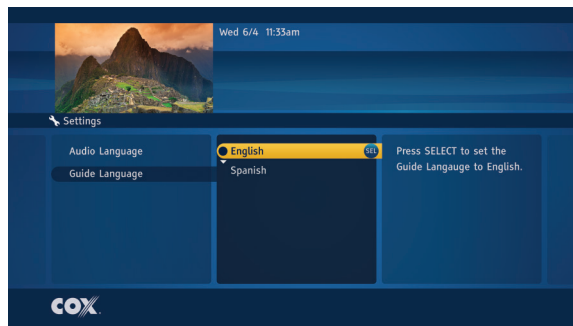 Wed 6/4 11:33am
Settings
Audio Language
Guide Language
English
SEL
Spanish
Press SELECT to set the
Guide Langauge to English.
COX.